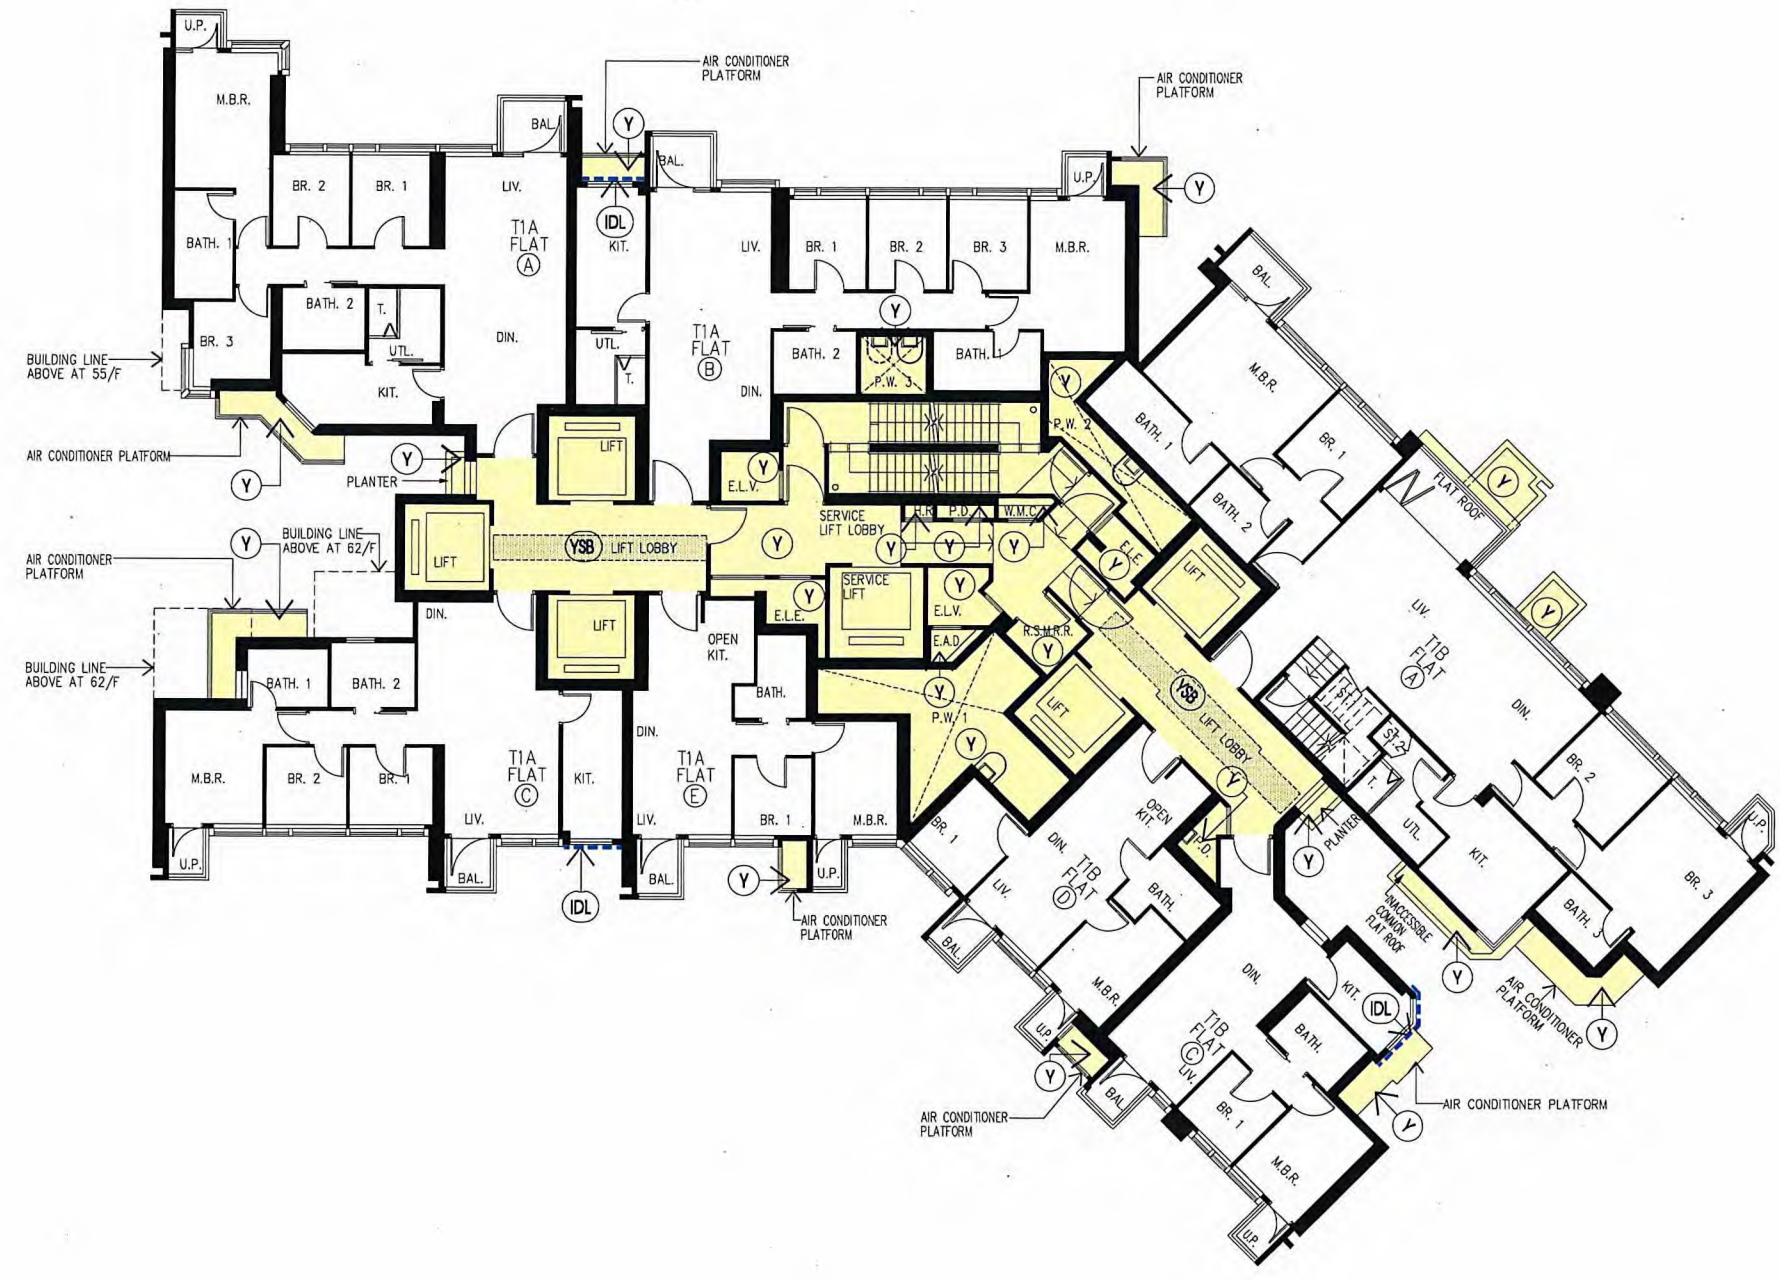 U.P.
M.B.R.
BR. 2
BR. 1
BATH. 1
BATH. 2
T.
UTL.
BR. 3
KIT.
BAL.
LIV.
T1A
FLAT
A
DIN.
AIR CONDITIONER
PLATFORM
Y
IDL
KIT.
UTL.
T.
BAL.
LIV.
T1A
FLAT
B
DIN.
BR. 1
BR. 2
BR. 3
M.B.R.
U.P.
BATH. 2
Y
P.W. 3
BATH. 1
AIR CONDITIONER
PLATFORM
Y
BUILDING LINE
ABOVE AT 55/F
AIR CONDITIONER PLATFORM
Y
Y
PLANTER
BUILDING LINE
ABOVE AT 62/F
AIR CONDITIONER
PLATFORM
Y
BUILDING LINE
ABOVE AT 62/F
LIFT
LIFT
LIFT
YSB
LIFT LOBBY
Y
E.L.V.
SERVICE
LIFT LOBBY
Y
H.R.
P.D.
W.M.C.
Y
Y
Y
SERVICE
LIFT
Y
E.L.E.
Y
E.L.V.
E.A.D
Y
P.W. 1
Y
R.S.M.R.R.
Y
E.L.E.
Y
Y
P.W. 2
LIFT
LIFT
YSB
LIFT LOBBY
Y
P.D.
Y
PLANTER
DIN.
BATH. 1
BATH. 2
M.B.R.
BR. 2
BR. 1
T1A
FLAT
C
KIT.
LIV.
U.P.
BAL.
IDL
OPEN
KIT.
BATH.
DIN.
T1A
FLAT
E
LIV.
BR. 1
M.B.R.
BAL.
Y
U.P.
AIR CONDITIONER
PLATFORM
BAL.
M.B.R.
BATH. 1
BR. 1
BATH. 2
FLAT ROOF
Y
Y
LIV.
T1B
FLAT
A
DIN.
ST.2
T.
UTL.
KIT.
BR. 2
BR. 3
U.P.
BATH. 3
INACCESSIBLE
COMMON
FLAT ROOF
Y
AIR CONDITIONER
PLATFORM
Y
BR. 1
OPEN
KIT.
DIN.
T1B
FLAT
D
LIV.
BATH.
M.B.R.
BAL.
U.P.
Y
AIR CONDITIONER
PLATFORM
BAL.
DIN.
KIT.
IDL
BATH.
T1B
FLAT
C
LIV.
BR. 1
M.B.R.
U.P.
AIR CONDITIONER PLATFORM
Y